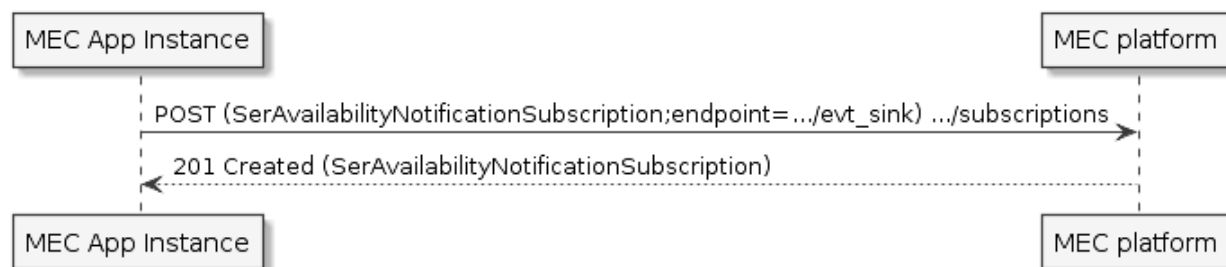 MEC App Instance
MEC platform
POST (SerAvailabilityNotificationSubscription;endpoint=.../evt_sink) .../subscriptions
201 Created (SerAvailabilityNotificationSubscription)
MEC App Instance
MEC platform